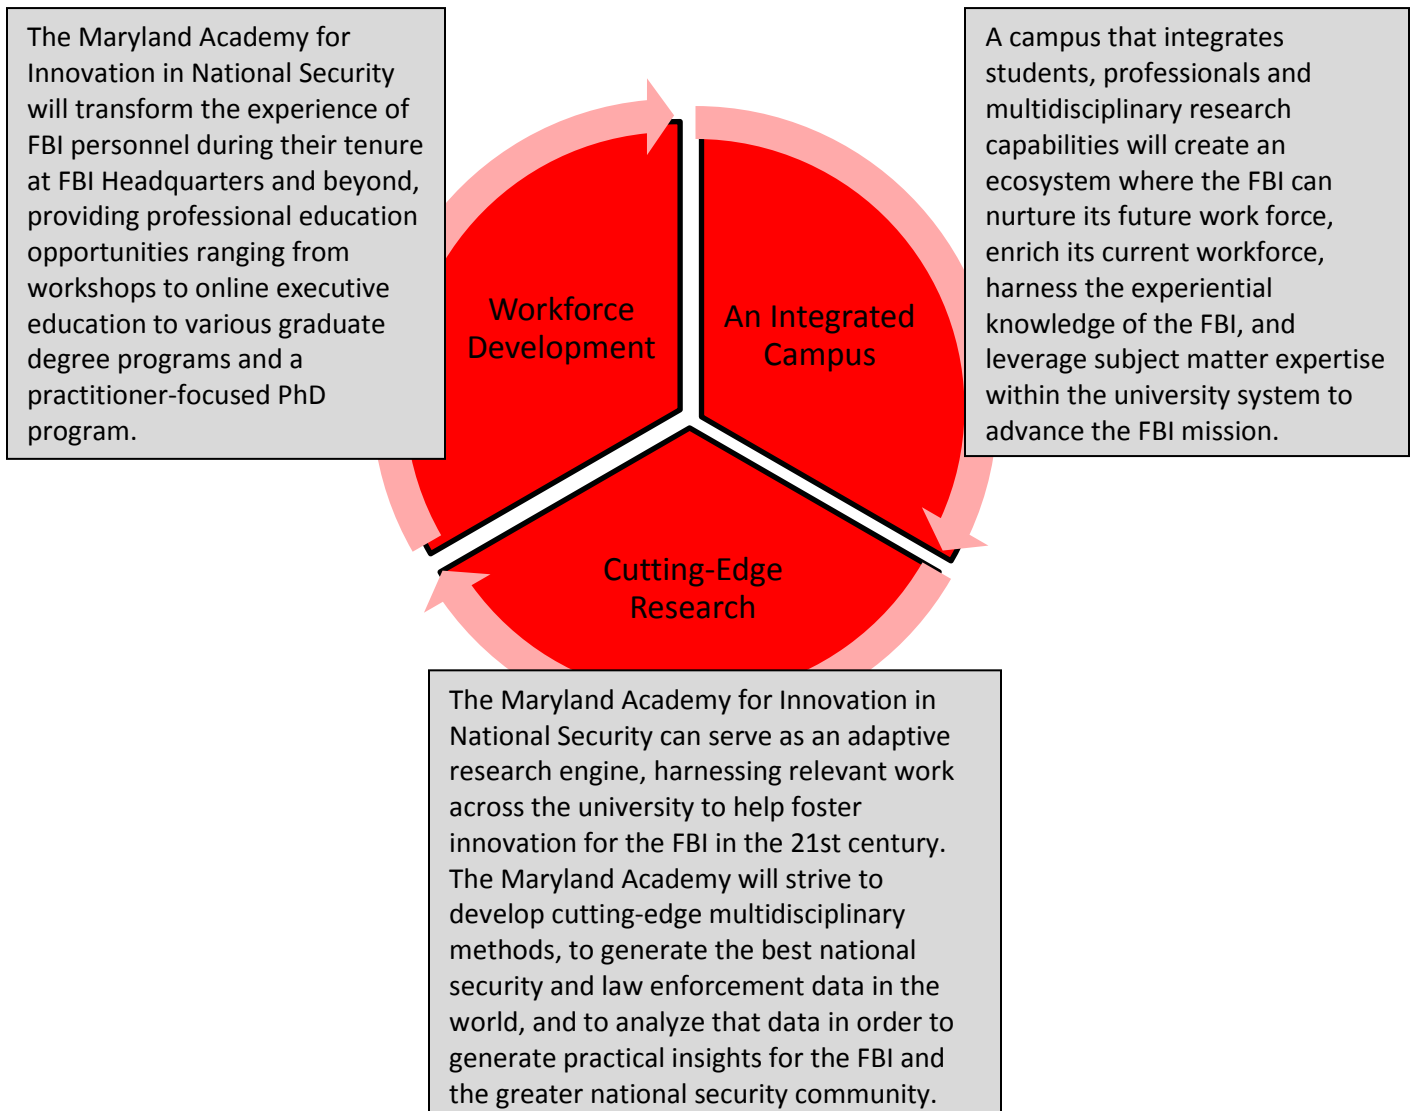 The Maryland Academy for
Innovation in National Security
will transform the experience of
FBI personnel during their tenure
at FBI Headquarters and beyond,
providing professional education
opportunities ranging from
workshops to online executive
education to various graduate
degree programs and a
practitioner-focused PhD
program.
A campus that integrates
students, professionals and
multidisciplinary research
capabilities will create an
ecosystem where the FBI can
nurture its future work force,
enrich its current workforce,
harness the experiential
knowledge of the FBI, and
leverage subject matter expertise
within the university system to
advance the FBI mission.
Workforce
Development
An Integrated
Campus
Cutting-Edge
Research
The Maryland Academy for Innovation in
National Security can serve as an adaptive
research engine, harnessing relevant work
across the university to help foster
innovation for the FBI in the 21st century.
The Maryland Academy will strive to
develop cutting-edge multidisciplinary
methods, to generate the best national
security and law enforcement data in the
world, and to analyze that data in order to
generate practical insights for the FBI and
the greater national security community.